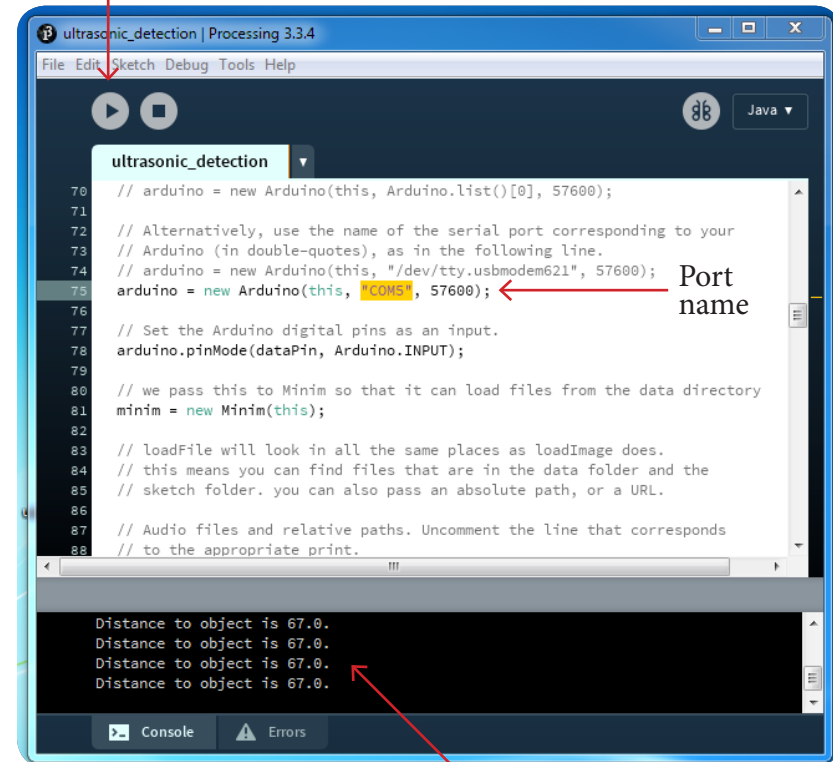 ultrasonic_detection | Processing 3.3.4
File Edit Sketch Debug Tools Help
Java ▼
ultrasonic_detection ▼
70 // arduino = new Arduino(this, Arduino.list()[0], 57600);
71
72 // Alternatively, use the name of the serial port corresponding to your
73 // Arduino (in double-quotes), as in the following line.
74 // arduino = new Arduino(this, "/dev/tty.usbmodem621", 57600);
75 arduino = new Arduino(this, "COM5", 57600);
Port
name
76
77 // Set the Arduino digital pins as an input.
78 arduino.pinMode(dataPin, Arduino.INPUT);
79
80 // we pass this to Minim so that it can load files from the data directory
81 minim = new Minim(this);
82
83 // loadFile will look in all the same places as loadImage does.
84 // this means you can find files that are in the data folder and the
85 // sketch folder. you can also pass an absolute path, or a URL.
86
87 // Audio files and relative paths. Uncomment the line that corresponds
88 // to the appropriate print.
Distance to object is 67.0.
Distance to object is 67.0.
Distance to object is 67.0.
Distance to object is 67.0.
Console Errors